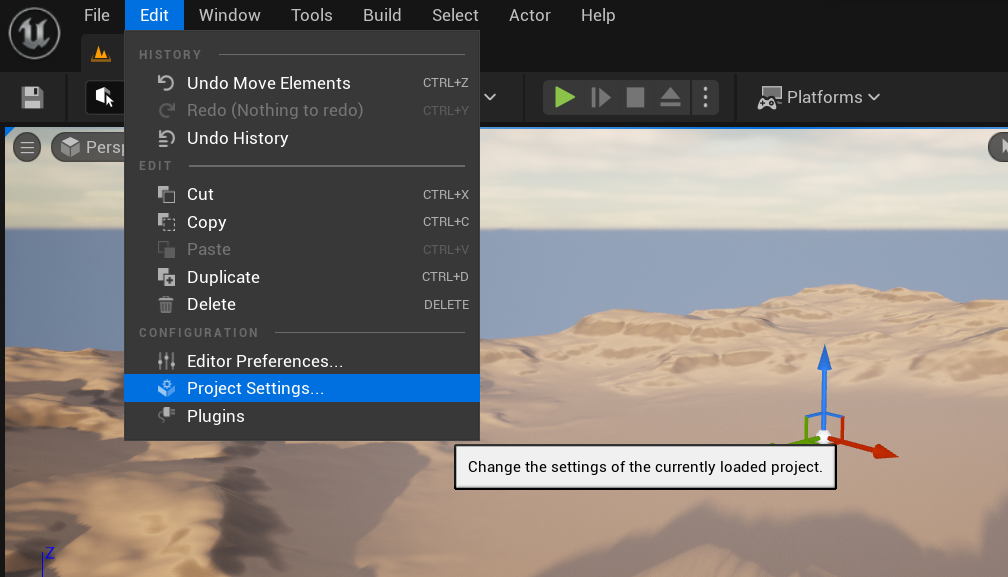 File Edit Window Tools Build Select Actor Help
HISTORY
Undo Move Elements CTRL+Z
Redo (Nothing to redo) CTRL+Y
Undo History
Platforms
EDIT
Persp
Cut CTRL+X
Copy CTRL+C
Paste CTRL+V
Duplicate CTRL+D
Delete DELETE
CONFIGURATION
Editor Preferences...
Project Settings...
Plugins
Change the settings of the currently loaded project.
Z